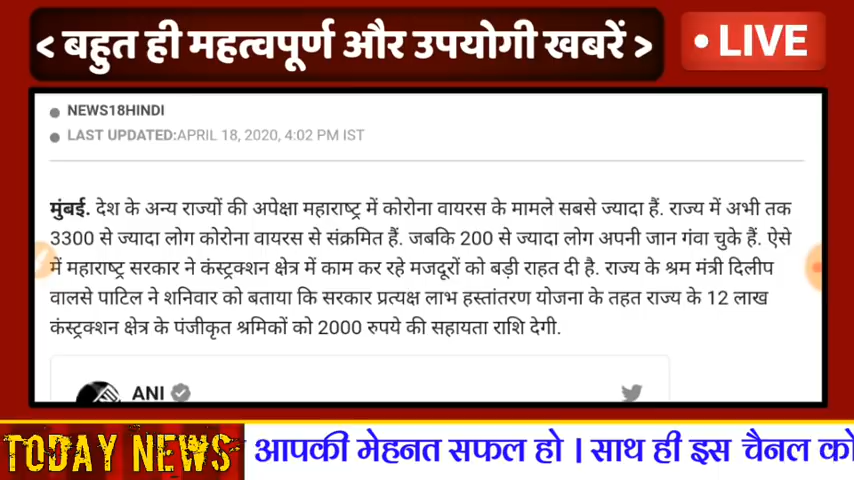 < बहुत ही महत्वपूर्ण और उपयोगी खबरें >
• LIVE
NEWS18HINDI
LAST UPDATED:APRIL 18, 2020, 4:02 PM IST
मुंबई. देश के अन्य राज्यों की अपेक्षा महाराष्ट्र में कोरोना वायरस के मामले सबसे ज्यादा हैं. राज्य में अभी तक
3300 से ज्यादा लोग कोरोना वायरस से संक्रमित हैं. जबकि 200 से ज्यादा लोग अपनी जान गंवा चुके हैं. ऐसे
में महाराष्ट्र सरकार ने कंस्ट्रक्शन क्षेत्र में काम कर रहे मजदूरों को बड़ी राहत दी है. राज्य के श्रम मंत्री दिलीप
वालसे पाटिल ने शनिवार को बताया कि सरकार प्रत्यक्ष लाभ हस्तांतरण योजना के तहत राज्य के 12 लाख
कंस्ट्रक्शन क्षेत्र के पंजीकृत श्रमिकों को 2000 रुपये की सहायता राशि देगी.
ANI
TODAY NEWS
आपकी मेहनत सफल हो । साथ ही इस चैनल को